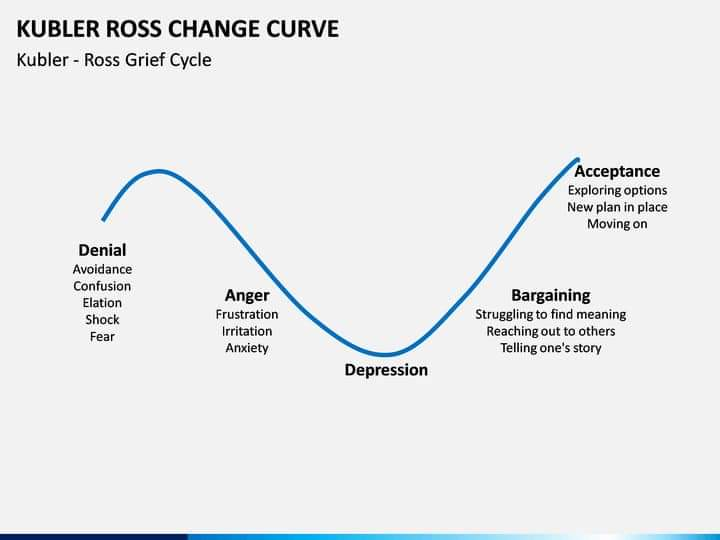 KUBLER ROSS CHANGE CURVE
Kubler - Ross Grief Cycle
Denial
Avoidance
Confusion
Elation
Shock
Fear
Anger
Frustration
Irritation
Anxiety
Depression
Bargaining
Struggling to find meaning
Reaching out to others
Telling one's story
Acceptance
Exploring options
New plan in place
Moving on